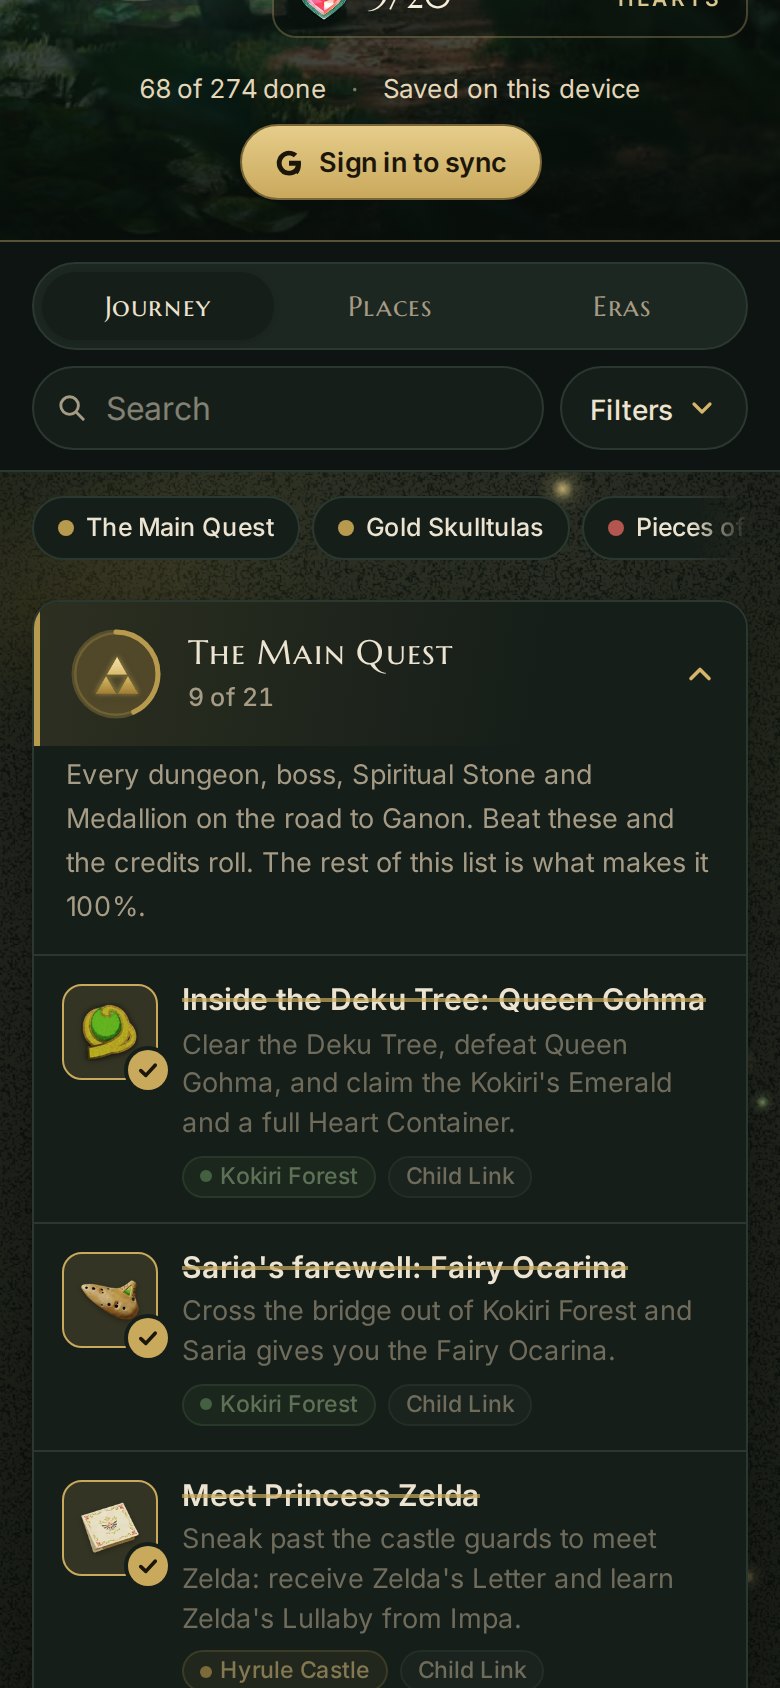 9/20 HEARTS
68 of 274 done · Saved on this device
G Sign in to sync
Journey Places Eras
Search Filters
The Main Quest Gold Skulltulas Pieces of
The Main Quest
9 of 21
Every dungeon, boss, Spiritual Stone and
Medallion on the road to Ganon. Beat these and
the credits roll. The rest of this list is what makes it
100%.
Inside the Deku Tree: Queen Gohma
Clear the Deku Tree, defeat Queen
Gohma, and claim the Kokiri's Emerald
and a full Heart Container.
Kokiri Forest Child Link
Saria's farewell: Fairy Ocarina
Cross the bridge out of Kokiri Forest and
Saria gives you the Fairy Ocarina.
Kokiri Forest Child Link
Meet Princess Zelda
Sneak past the castle guards to meet
Zelda: receive Zelda's Letter and learn
Zelda's Lullaby from Impa.
Hyrule Castle Child Link